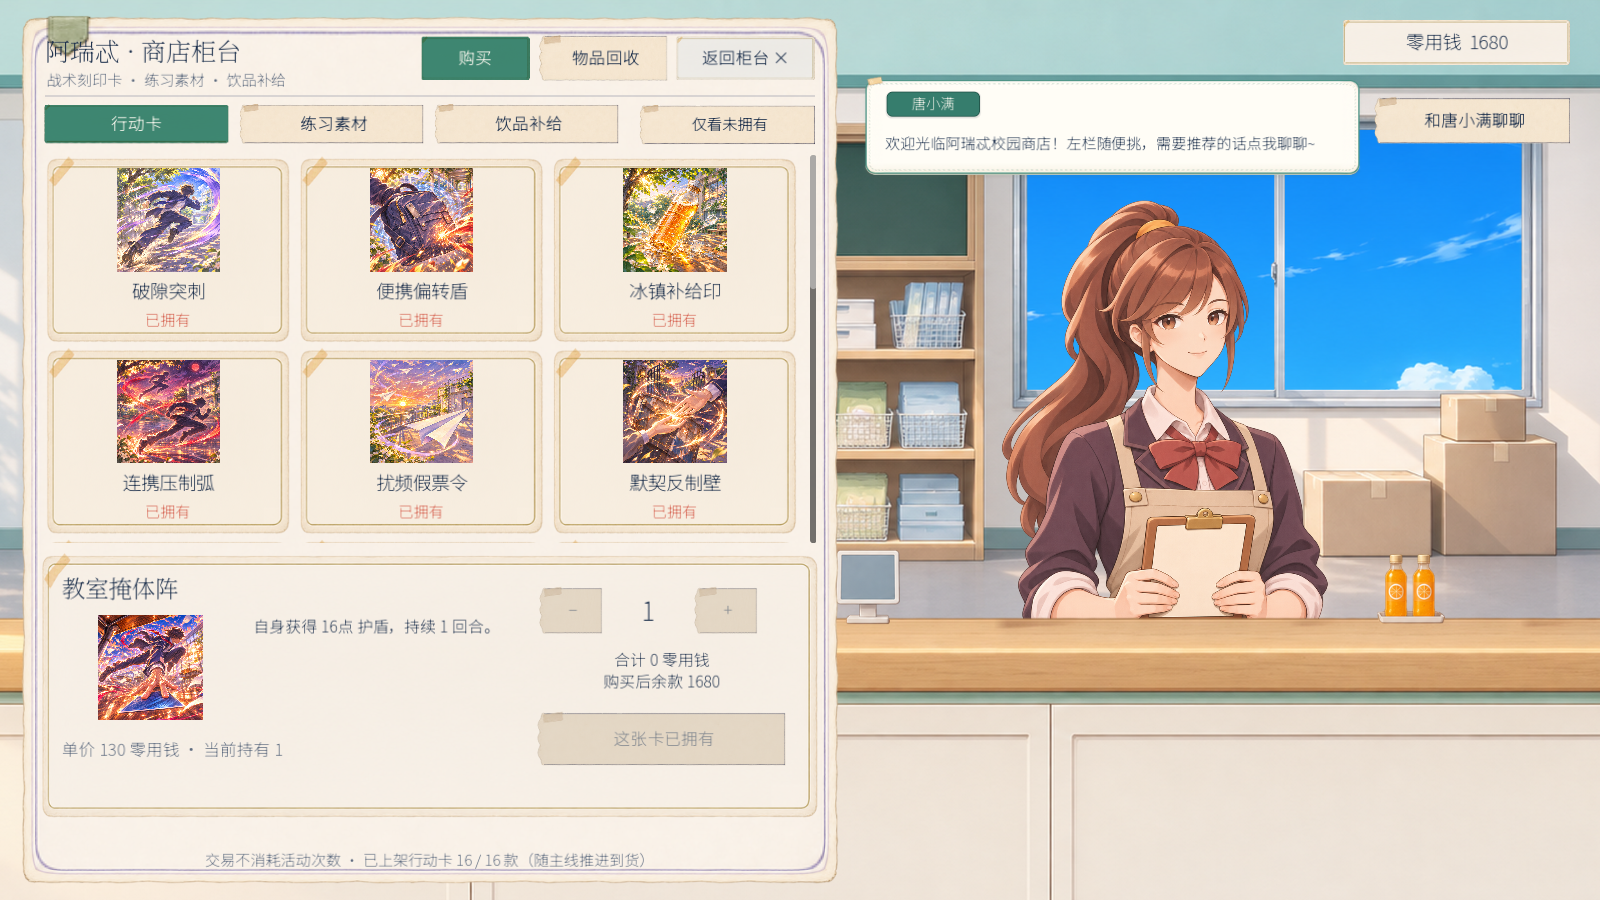 阿瑞忒 · 商店柜台
战术刻印卡 · 练习素材 · 饮品补给
购买
物品回收
返回柜台 ×
行动卡
练习素材
饮品补给
仅看未拥有
破隙突刺
已拥有
便携偏转盾
已拥有
冰镇补给印
已拥有
连携压制弧
已拥有
扰频假票令
已拥有
默契反制壁
已拥有
教室掩体阵
自身获得 16点 护盾，持续 1 回合。
单价 130 零用钱 · 当前持有 1
−
1
+
合计 0 零用钱
购买后余款 1680
这张卡已拥有
交易不消耗活动次数 · 已上架行动卡 16 / 16 款（随主线推进到货）
零用钱 1680
唐小满
欢迎光临阿瑞忒校园商店！左栏随便挑，需要推荐的话点我聊聊~
和唐小满聊聊